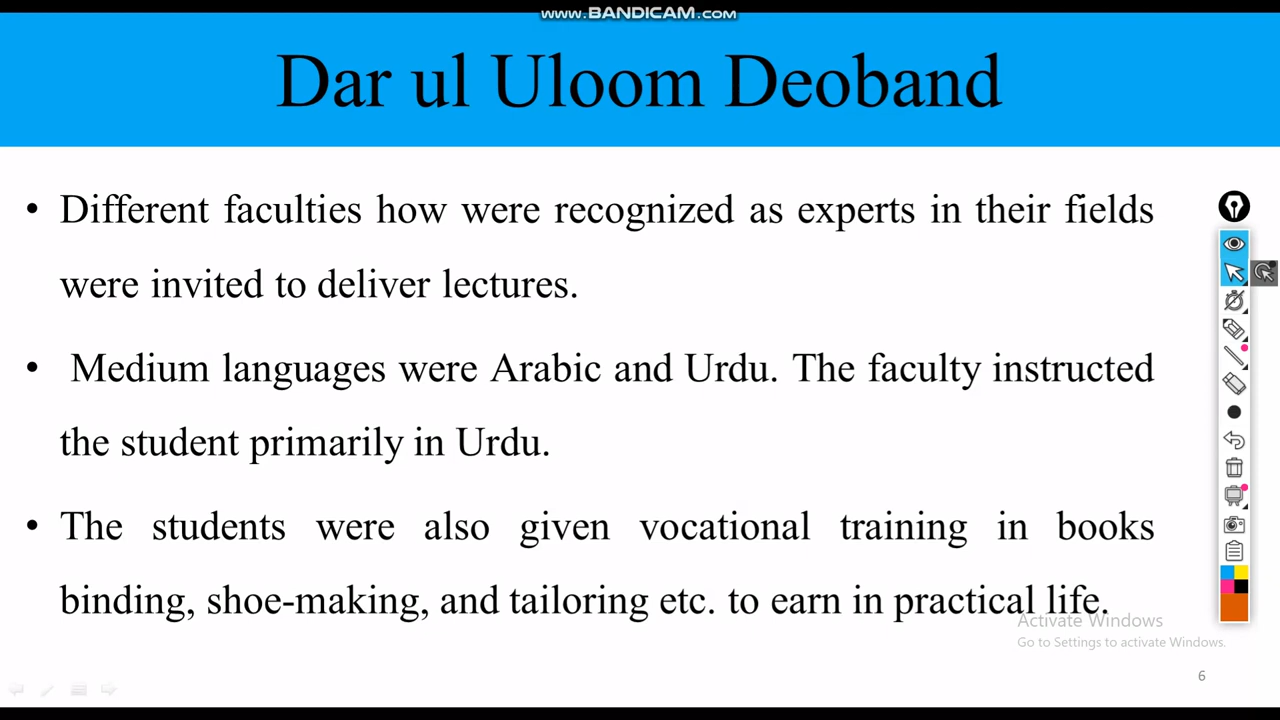 www.BANDICAM.com
Dar ul Uloom Deoband
• Different faculties how were recognized as experts in their fields
were invited to deliver lectures.
• Medium languages were Arabic and Urdu. The faculty instructed
the student primarily in Urdu.
• The students were also given vocational training in books
binding, shoe-making, and tailoring etc. to earn in practical life.
Activate Windows
Go to Settings to activate Windows.
6